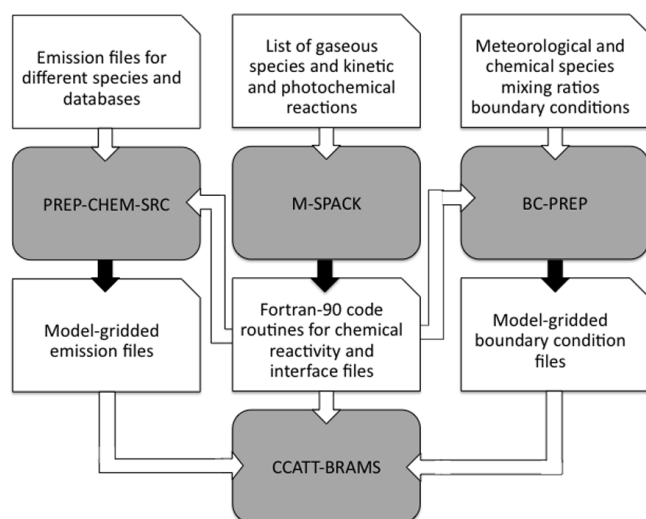 Emission files for
different species and
databases
List of gaseous
species and kinetic
and photochemical
reactions
Meteorological and
chemical species
mixing ratios
boundary conditions
PREP-CHEM-SRC
M-SPACK
BC-PREP
Model-gridded
emission files
Fortran-90 code
routines for chemical
reactivity and
interface files
Model-gridded
boundary condition
files
CCATT-BRAMS